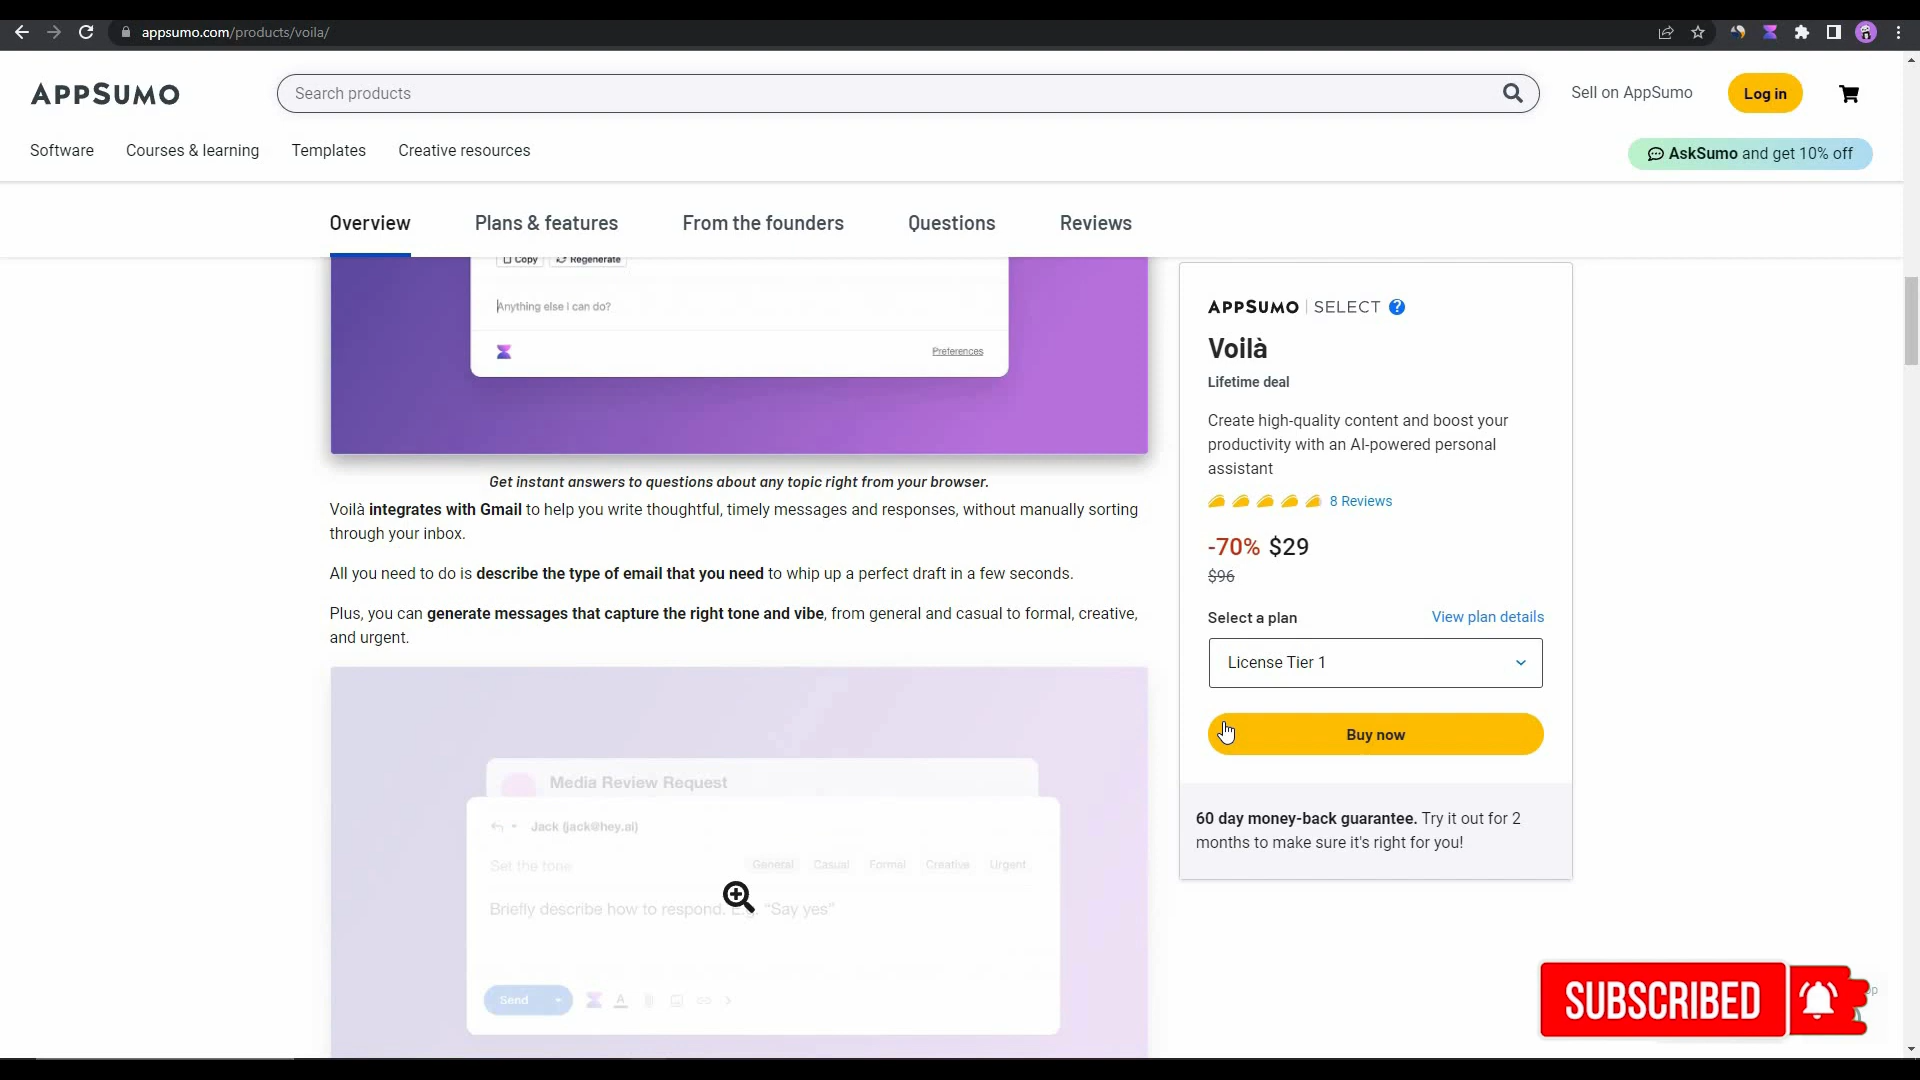 appsumo.com/products/voila/
APPSUMO
Search products
Sell on AppSumo
Log in
Software
Courses & learning
Templates
Creative resources
AskSumo and get 10% off
Overview
Plans & features
From the founders
Questions
Reviews
Copy
Regenerate
Anything else i can do?
Preferences
Get instant answers to questions about any topic right from your browser.
Voilà integrates with Gmail to help you write thoughtful, timely messages and responses, without manually sorting
through your inbox.
All you need to do is describe the type of email that you need to whip up a perfect draft in a few seconds.
Plus, you can generate messages that capture the right tone and vibe, from general and casual to formal, creative,
and urgent.
Media Review Request
Jack (jack@hey.ai)
Set the tone
General
Casual
Formal
Creative
Urgent
Briefly describe how to respond. E.g. “Say yes”
Send
APPSUMO | SELECT ?
Voilà
Lifetime deal
Create high-quality content and boost your
productivity with an AI-powered personal
assistant
8 Reviews
-70% $29
$96
Select a plan
View plan details
License Tier 1
Buy now
60 day money-back guarantee. Try it out for 2
months to make sure it's right for you!
SUBSCRIBED